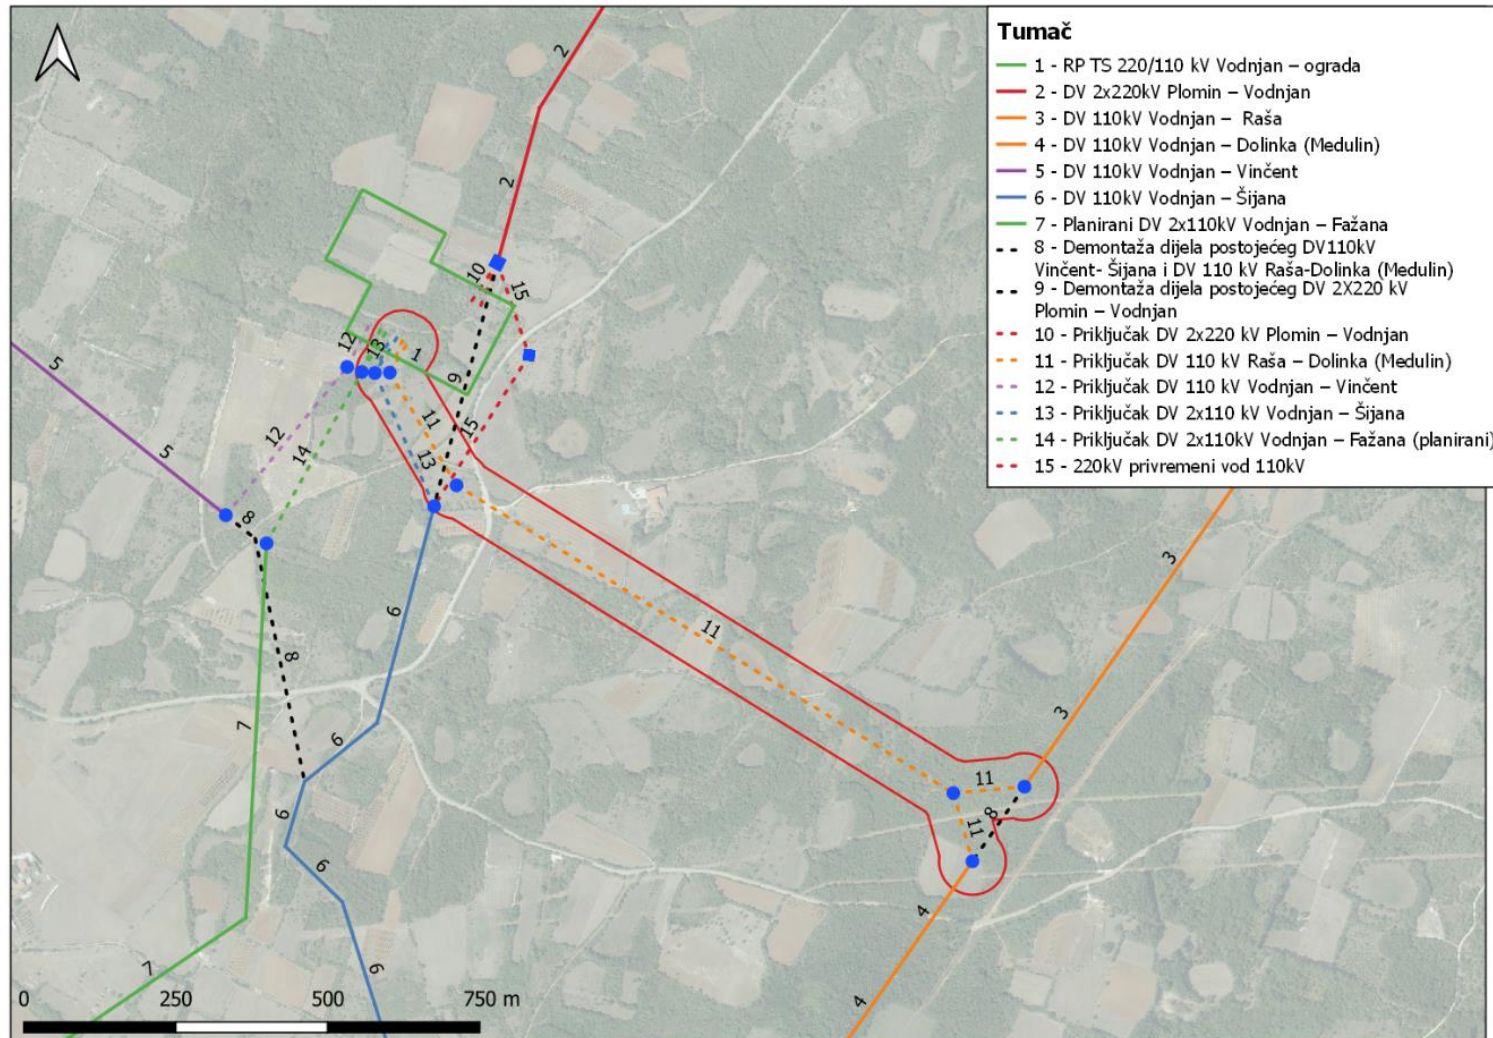 Tumač
1 - RP TS 220/110 kV Vodnjan – ograda
2 - DV 2x220kV Plomin – Vodnjan
3 - DV 110kV Vodnjan – Raša
4 - DV 110kV Vodnjan – Dolinka (Medulin)
5 - DV 110kV Vodnjan – Vinčent
6 - DV 110kV Vodnjan – Šijana
7 - Planirani DV 2x110kV Vodnjan – Fažana
8 - Demontaža dijela postojećeg DV110kV
Vinčent- Šijana i DV 110 kV Raša-Dolinka (Medulin)
9 - Demontaža dijela postojećeg DV 2X220 kV
Plomin – Vodnjan
10 - Priključak DV 2x220 kV Plomin – Vodnjan
11 - Priključak DV 110 kV Raša – Dolinka (Medulin)
12 - Priključak DV 110 kV Vodnjan – Vinčent
13 - Priključak DV 2x110 kV Vodnjan – Šijana
14 - Priključak DV 2x110kV Vodnjan – Fažana (planirani)
15 - 220kV privremeni vod 110kV
2
2
10
15
12
13
1
5
9
11
15
12
14
13
5
8
3
6
11
8
7
6
3
11
6
8
11
6
4
7
6
4
0 250 500 750 m